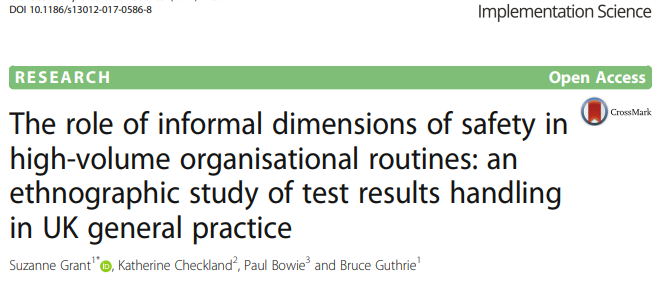 DOI 10.1186/s13012-017-0586-8
Implementation Science
RESEARCH Open Access
The role of informal dimensions of safety in
CrossMark
high-volume organisational routines: an
ethnographic study of test results handling
in UK general practice
Suzanne Grant1* iD, Katherine Checkland2, Paul Bowie3 and Bruce Guthrie1